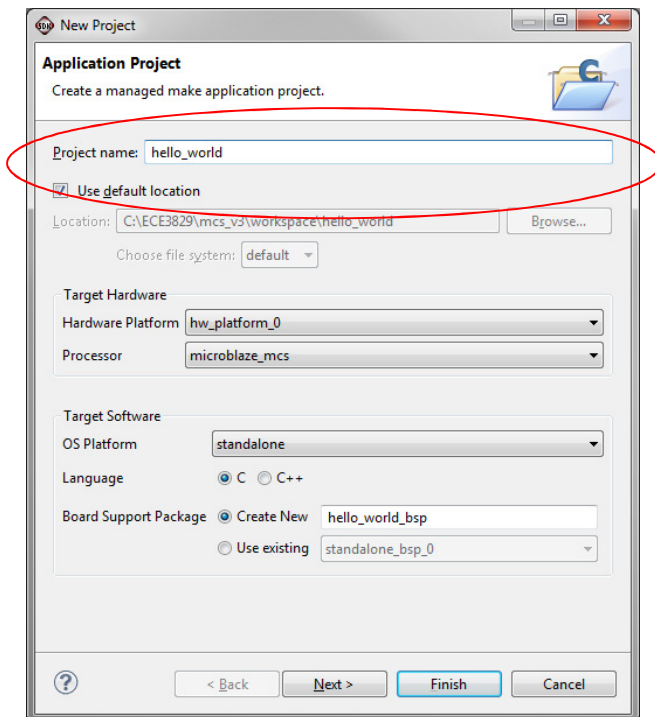 SDK New Project
Application Project
Create a managed make application project.
C
Project name: hello_world
Use default location
Location: C:\ECE3829\mcs_v3\workspace\hello_world Browse...
Choose file system: default
Target Hardware
Hardware Platform hw_platform_0
Processor microblaze_mcs
Target Software
OS Platform standalone
Language C C++
Board Support Package Create New hello_world_bsp
Use existing standalone_bsp_0
? < Back Next > Finish Cancel